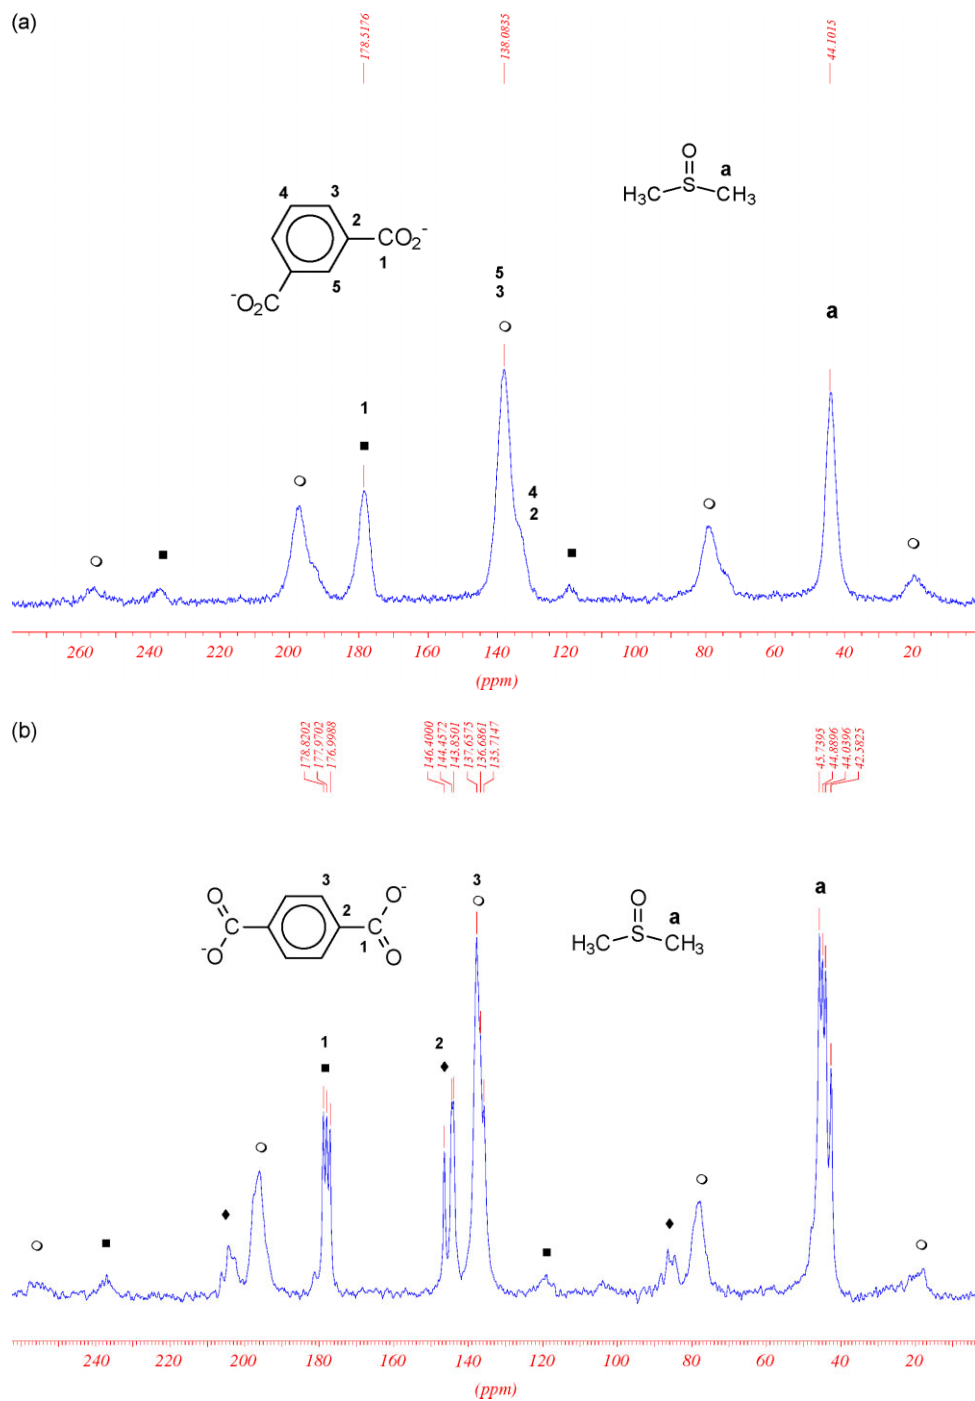 (a)
178.5176
138.0835
44.1015
O
S
H₃C
CH₃
a
4
3
2
CO₂⁻
1
5
⁻O₂C
5
3
a
1
4
2
260 240 220 200 180 160 140 120 100 80 60 40 20
(ppm)
(b)
178.8202
177.9702
176.9988
146.4000
144.4572
143.8501
137.6575
136.6861
135.7147
45.7395
44.8896
44.0396
42.5825
O
C
⁻O
3
2
O⁻
C
1
O
3
O
S
H₃C
CH₃
a
a
1
2
240 220 200 180 160 140 120 100 80 60 40 20
(ppm)